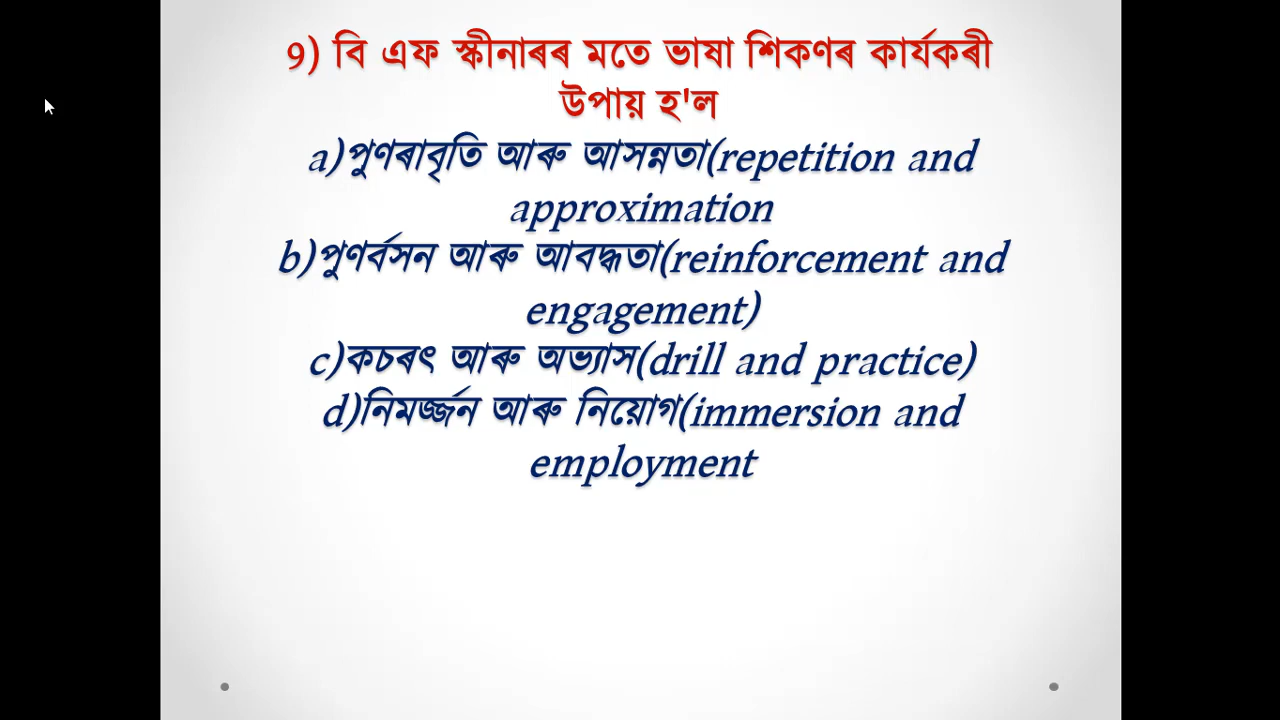 9) বি এফ স্কীনাৰৰ মতে ভাষা শিকণৰ কাৰ্যকৰী
উপায় হ'ল
a)পুণৰাবৃতি আৰু আসন্নতা(repetition and
approximation
b)পুণৰ্বসন আৰু আবদ্ধতা(reinforcement and
engagement)
c)কচৰৎ আৰু অভ্যাস(drill and practice)
d)নিমৰ্জ্জন আৰু নিয়োগ(immersion and
employment